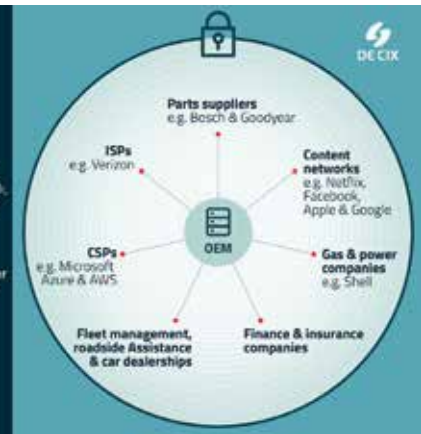 DE CIX
Parts suppliers
e.g. Bosch & Goodyear
ISPs
e.g. Verizon
Content
networks
e.g. Netflix,
Facebook,
Apple & Google
OEM
CSPs
e.g. Microsoft
Azure & AWS
Gas & power
companies
e.g. Shell
Fleet management,
roadside Assistance
& car dealerships
Finance & insurance
companies